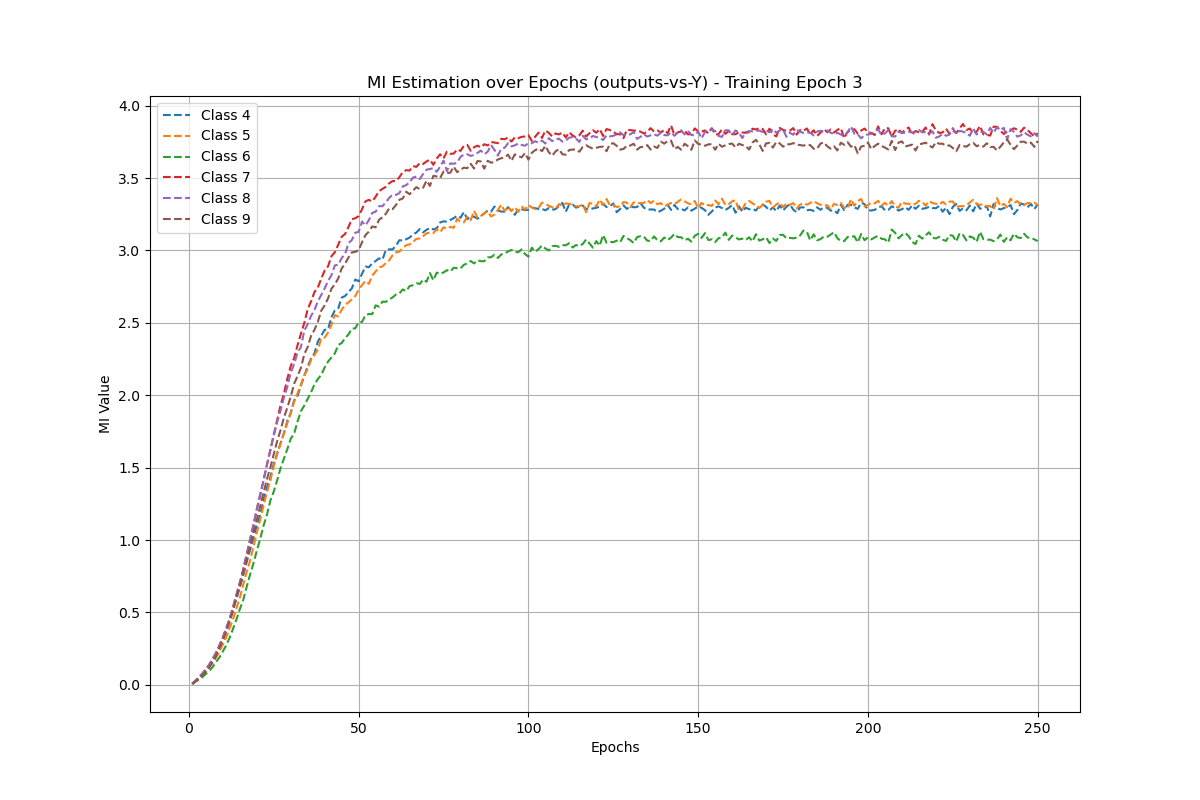 MI Estimation over Epochs (outputs-vs-Y) - Training Epoch 3
Class 4
Class 5
Class 6
Class 7
Class 8
Class 9
MI Value
4.0
3.5
3.0
2.5
2.0
1.5
1.0
0.5
0.0
0 50 100 150 200 250
Epochs